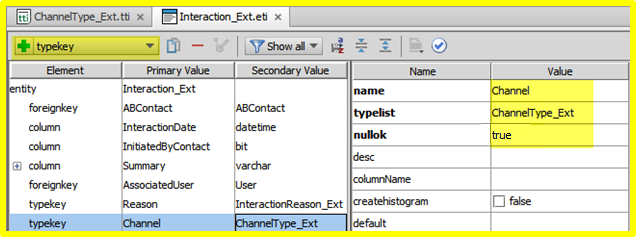 ChannelType_Ext.tti × Interaction_Ext.eti ×
typekey Show all
Element Primary Value Secondary Value Name Value
entity Interaction_Ext
foreignkey ABContact ABContact
column InteractionDate datetime
column InitiatedByContact bit
column Summary varchar
foreignkey AssociatedUser User
typekey Reason InteractionReason_Ext
typekey Channel ChannelType_Ext
name Channel
typelist ChannelType_Ext
nullok true
desc
columnName
createhistogram false
default